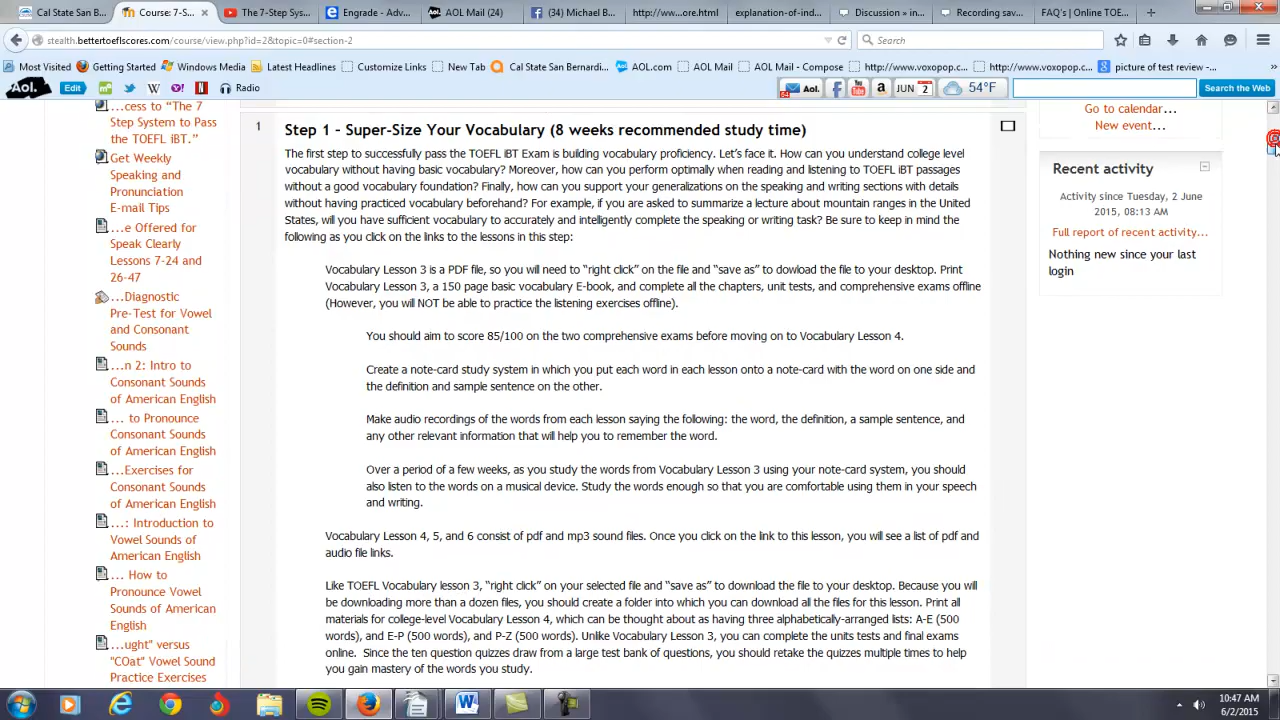 Cal State San B...
Course: 7-S...
The 7-Step Sys...
Engrade - Adv...
AOL Mail (24)
(34) Michael B...
http://ww...ore.html
explanation-of-ind...
Discussion » in...
Recording sav...
FAQ's | Online TOE...
stealth.bettertoeflscores.com/course/view.php?id=2&topic=0#section-2
Search
Most Visited
Getting Started
Windows Media
Latest Headlines
Customize Links
New Tab
Cal State San Bernardi...
AOL.com
AOL Mail
AOL Mail - Compose
http://www.voxopop.c...
http://www.voxopop.c...
picture of test review -...
Aol.
Edit
Radio
Aol.
JUN 2
54°F
Search the Web
...cess to “The 7
Step System to Pass
the TOEFL iBT.”
Get Weekly
Speaking and
Pronunciation
E-mail Tips
...e Offered for
Speak Clearly
Lessons 7-24 and
26-47
...Diagnostic
Pre-Test for Vowel
and Consonant
Sounds
...n 2: Intro to
Consonant Sounds
of American English
... to Pronounce
Consonant Sounds
of American English
...Exercises for
Consonant Sounds
of American English
...: Introduction to
Vowel Sounds of
American English
... How to
Pronounce Vowel
Sounds of American
English
...ught" versus
"COat" Vowel Sound
Practice Exercises
1
Step 1 – Super-Size Your Vocabulary (8 weeks recommended study time)
The first step to successfully pass the TOEFL iBT Exam is building vocabulary proficiency. Let’s face it. How can you understand college level
vocabulary without having basic vocabulary? Moreover, how can you perform optimally when reading and listening to TOEFL iBT passages
without a good vocabulary foundation? Finally, how can you support your generalizations on the speaking and writing sections with details
without having practiced vocabulary beforehand? For example, if you are asked to summarize a lecture about mountain ranges in the United
States, will you have sufficient vocabulary to accurately and intelligently complete the speaking or writing task? Be sure to keep in mind the
following as you click on the links to the lessons in this step:
Vocabulary Lesson 3 is a PDF file, so you will need to “right click” on the file and “save as” to dowload the file to your desktop. Print
Vocabulary Lesson 3, a 150 page basic vocabulary E-book, and complete all the chapters, unit tests, and comprehensive exams offline
(However, you will NOT be able to practice the listening exercises offline).
You should aim to score 85/100 on the two comprehensive exams before moving on to Vocabulary Lesson 4.
Create a note-card study system in which you put each word in each lesson onto a note-card with the word on one side and
the definition and sample sentence on the other.
Make audio recordings of the words from each lesson saying the following: the word, the definition, a sample sentence, and
any other relevant information that will help you to remember the word.
Over a period of a few weeks, as you study the words from Vocabulary Lesson 3 using your note-card system, you should
also listen to the words on a musical device. Study the words enough so that you are comfortable using them in your speech
and writing.
Vocabulary Lesson 4, 5, and 6 consist of pdf and mp3 sound files. Once you click on the link to this lesson, you will see a list of pdf and
audio file links.
Like TOEFL Vocabulary lesson 3, “right click” on your selected file and “save as” to download the file to your desktop. Because you will
be downloading more than a dozen files, you should create a folder into which you can download all the files for this lesson. Print all
materials for college-level Vocabulary Lesson 4, which can be thought about as having three alphabetically-arranged lists: A-E (500
words), and E-P (500 words), and P-Z (500 words). Unlike Vocabulary Lesson 3, you can complete the units tests and final exams
online. Since the ten question quizzes draw from a large test bank of questions, you should retake the quizzes multiple times to help
you gain mastery of the words you study.
Go to calendar...
New event...
Recent activity
Activity since Tuesday, 2 June
2015, 08:13 AM
Full report of recent activity...
Nothing new since your last
login
10:47 AM
6/2/2015